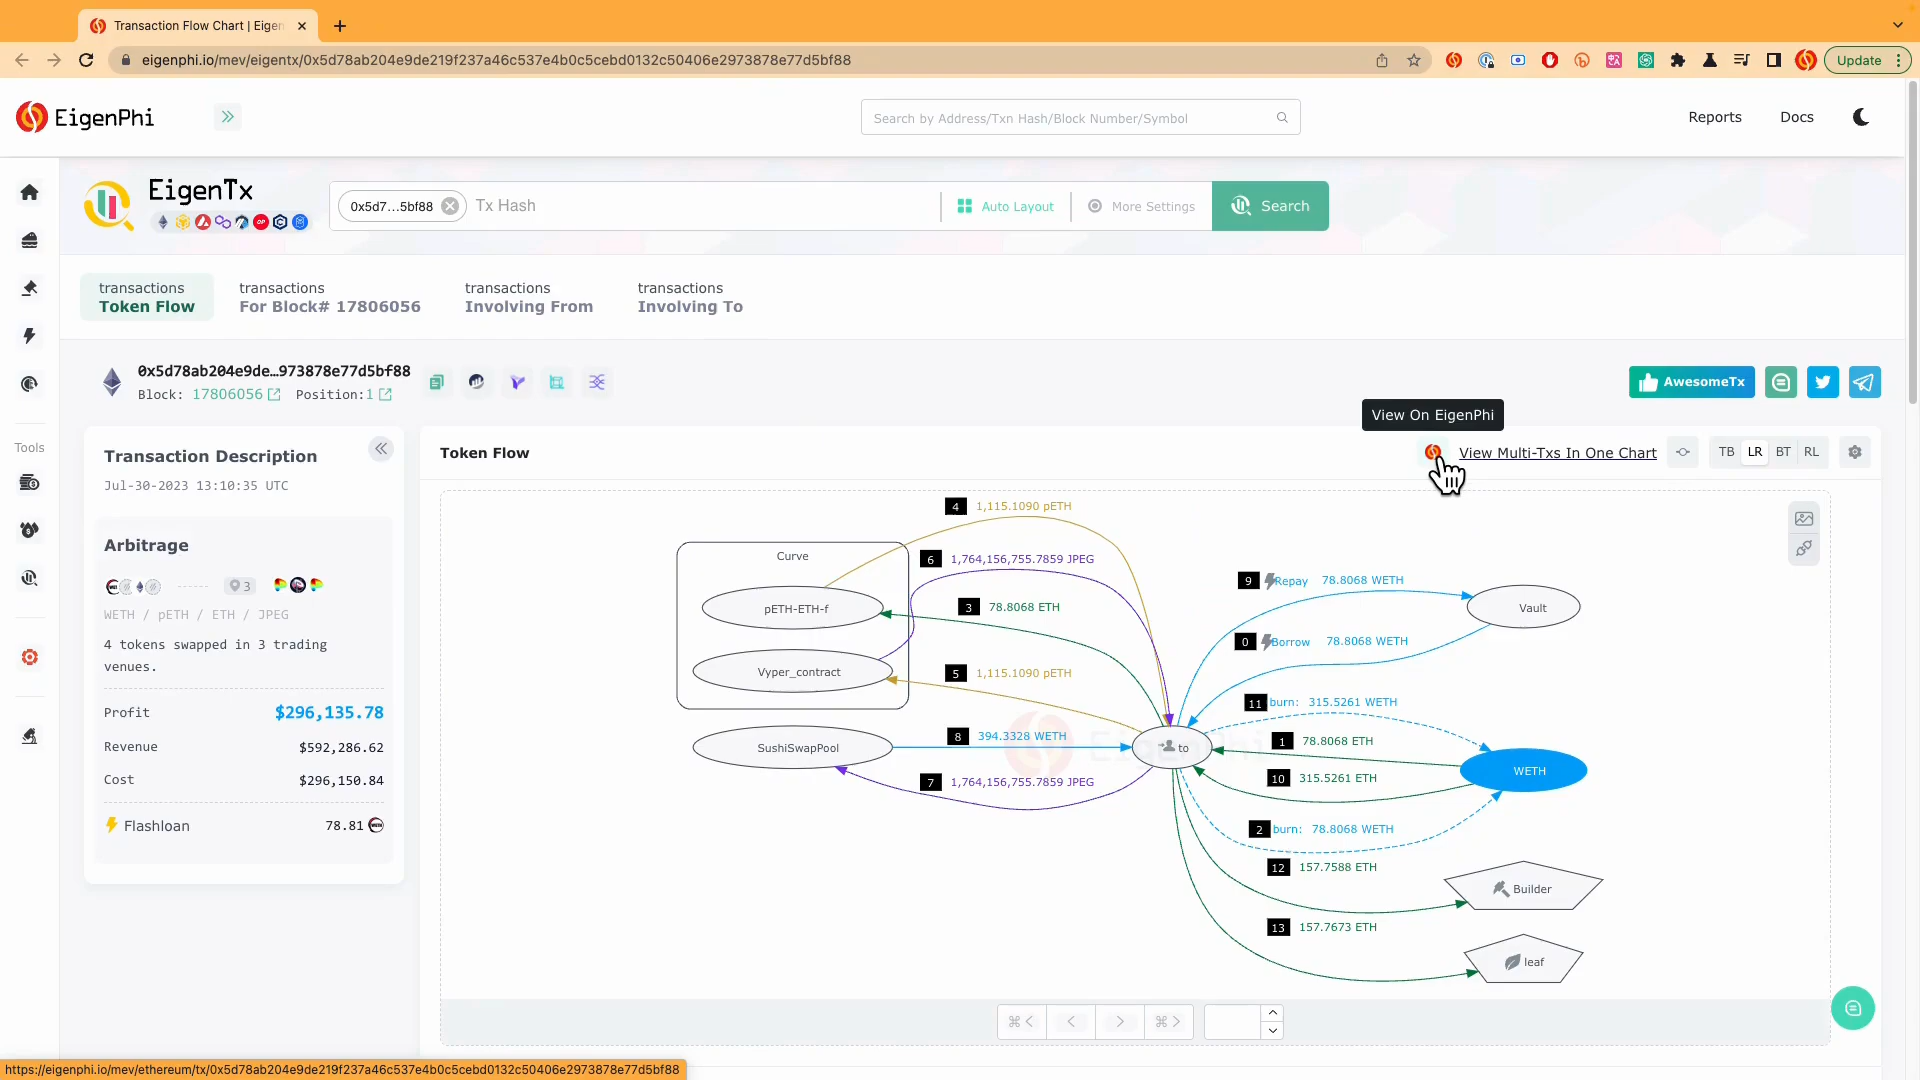 Transaction Flow Chart | Eigen
eigenphi.io/mev/eigentx/0x5d78ab204e9de219f237a46c537e4b0c5cebd0132c50406e2973878e77d5bf88
Update
EigenPhi
Search by Address/Txn Hash/Block Number/Symbol
Reports
Docs
EigenTx
0x5d7...5bf88
Tx Hash
Auto Layout
More Settings
Search
transactions
Token Flow
transactions
For Block# 17806056
transactions
Involving From
transactions
Involving To
0x5d78ab204e9de…973878e77d5bf88
Block: 17806056 Position:1
AwesomeTx
View On EigenPhi
Tools
Transaction Description
Jul-30-2023 13:10:35 UTC
Arbitrage
3
WETH / pETH / ETH / JPEG
4 tokens swapped in 3 trading
venues.
Profit $296,135.78
Revenue $592,286.62
Cost $296,150.84
Flashloan 78.81
Token Flow
View Multi-Txs In One Chart
TB LR BT RL
4 1,115.1090 pETH
Curve
6 1,764,156,755.7859 JPEG
pETH-ETH-f
3 78.8068 ETH
9 Repay 78.8068 WETH
Vault
0 Borrow 78.8068 WETH
Vyper_contract
5 1,115.1090 pETH
11 burn: 315.5261 WETH
8 394.3328 WETH
SushiSwapPool
to
EigenPhi
1 78.8068 ETH
WETH
10 315.5261 ETH
7 1,764,156,755.7859 JPEG
2 burn: 78.8068 WETH
12 157.7588 ETH
Builder
13 157.7673 ETH
leaf
https://eigenphi.io/mev/ethereum/tx/0x5d78ab204e9de219f237a46c537e4b0c5cebd0132c50406e2973878e77d5bf88